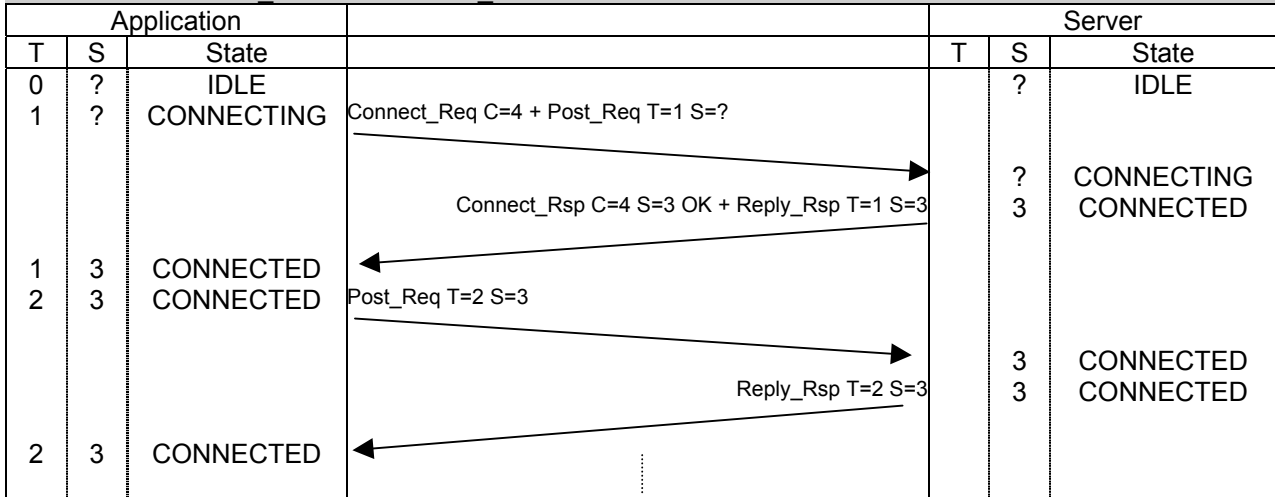 Application Server
T S State T S State
0 ? IDLE ? IDLE
1 ? CONNECTING Connect_Req C=4 + Post_Req T=1 S=?
? CONNECTING
Connect_Rsp C=4 S=3 OK + Reply_Rsp T=1 S=3 3 CONNECTED
1 3 CONNECTED
2 3 CONNECTED Post_Req T=2 S=3
3 CONNECTED
Reply_Rsp T=2 S=3 3 CONNECTED
2 3 CONNECTED